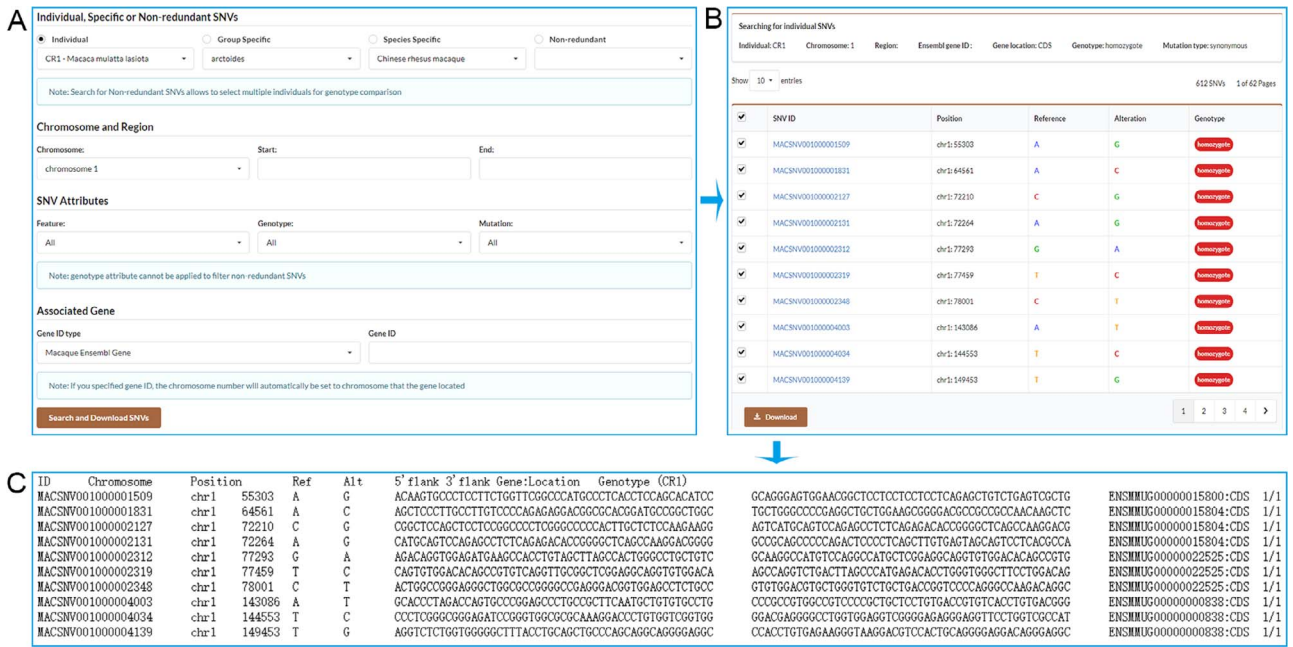 A
Individual, Specific or Non-redundant SNVs
Individual
Group Specific
Species Specific
Non-redundant
CR1 - Macaca mulatta lasiota
arctoides
Chinese rhesus macaque
Note: Search for Non-redundant SNVs allows to select multiple individuals for genotype comparison
Chromosome and Region
Chromosome: Start: End:
chromosome 1
SNV Attributes
Feature: Genotype: Mutation:
All All All
Note: genotype attribute cannot be applied to filter non-redundant SNVs
Associated Gene
Gene ID type Gene ID
Macaque Ensembl Gene
Note: If you specified gene ID, the chromosome number will automatically be set to chromosome that the gene located
Search and Download SNVs
B
Searching for individual SNVs
Individual: CR1 Chromosome: 1 Region: Ensembl gene ID : Gene location: CDS Genotype: homozygote Mutation type: synonymous
Show 10 entries 612 SNVs 1 of 62 Pages
SNV ID Position Reference Alteration Genotype
MACSNV001000001509 chr1: 55303 A G homozygote
MACSNV001000001831 chr1: 64561 A C homozygote
MACSNV001000002127 chr1: 72210 C G homozygote
MACSNV001000002131 chr1: 72264 A G homozygote
MACSNV001000002312 chr1: 77293 G A homozygote
MACSNV001000002319 chr1: 77459 T C homozygote
MACSNV001000002348 chr1: 78001 C T homozygote
MACSNV001000004003 chr1: 143086 A T homozygote
MACSNV001000004034 chr1: 144553 T C homozygote
MACSNV001000004139 chr1: 149453 T G homozygote
Download 1 2 3 4 >
C
ID Chromosome Position Ref Alt 5'flank 3'flank Gene:Location Genotype (CR1)
MACSNV001000001509 chr1 55303 A G ACAAGTGCCCTCCTTCTGGTTCGGCCCATGCCCTCACCTCCAGCACATCC GCAGGGAGTGGAACGGCTCCTCCTCCTCCTCAGAGCTGTCTGAGTCGCTG ENSMMUG00000015800:CDS 1/1
MACSNV001000001831 chr1 64561 A C AGCTCCCTTGCCTTGTCCCCAGAGAGGACGGCGCACGGATGCCGGCTGGC TGCTGGGCCCCGAGGCTGCTGGAAGCGGGGACGCCGCCGCCAACAAGCTC ENSMMUG00000015804:CDS 1/1
MACSNV001000002127 chr1 72210 C G CGGCTCCAGCTCCTCCGGCCCCTCGGGCCCCCACTTGCTCTCCAAGAAGG AGTCATGCAGTCCAGAGCCTCTCAGAGACACCGGGGCTCAGCCAAGGACG ENSMMUG00000015804:CDS 1/1
MACSNV001000002131 chr1 72264 A G CATGCAGTCCAGAGCCTCTCAGAGACACCGGGGCTCAGCCAAGGACGGGG GCCGCAGCCCCCAGACTCCCCTCAGCTTGTGAGTAGCAGTCCTCACGCCA ENSMMUG00000015804:CDS 1/1
MACSNV001000002312 chr1 77293 G A AGACAGGTGGAGATGAAGCCACCTGTAGCTTAGCCACTGGGCCTGCTGTC GCAAGGCCATGTCCAGGCCATGCTCGGAGGCAGGTGTGGACACAGCCGTG ENSMMUG00000022525:CDS 1/1
MACSNV001000002319 chr1 77459 T C CAGTGTGGACACAGCCGTGTCAGGTTGCGGCTCGGAGGCAGGTGTGGACA AGCCAGGTCTGACTTAGCCCATGAGACACCTGGGTGGGCTTCCTGGACAG ENSMMUG00000022525:CDS 1/1
MACSNV001000002348 chr1 78001 C T ACTGGCCGGGAGGGCTGGCGCCGGGGCCGAGGGACGGTGGAGCCTCTGCC GTGTGGACGTGCTGGGTGTCTGCTGACCGGTCCCCAGGGCCAAGACAGGC ENSMMUG00000022525:CDS 1/1
MACSNV001000004003 chr1 143086 A T GCACCCTAGACCAGTGCCCGGAGCCCTGCCGCTTCAATGCTGTGTGCCTG CCCGCCGTGGCCGTCCCCGCTGCTCCTGTGACCGTGTCACCTGTGACGGG ENSMMUG00000000838:CDS 1/1
MACSNV001000004034 chr1 144553 T C CCCTCGGGCGGGAGATCCGGGTGGCGCGCAAAGGACCCTGTGGTCGGTGG GGACGAGGGGCCTGGTGGAGGTCGGGGAGAGGGAGGTTCCTGGTCGCCAT ENSMMUG00000000838:CDS 1/1
MACSNV001000004139 chr1 149453 T G AGGTCTCTGGTGGGGGCTTTACCTGCAGCTGCCCAGCAGGCAGGGGAGGC CCACCTGTGAGAAGGGTAAGGACGTCCACTGCAGGGGAGGACAGGGAGGC ENSMMUG00000000838:CDS 1/1